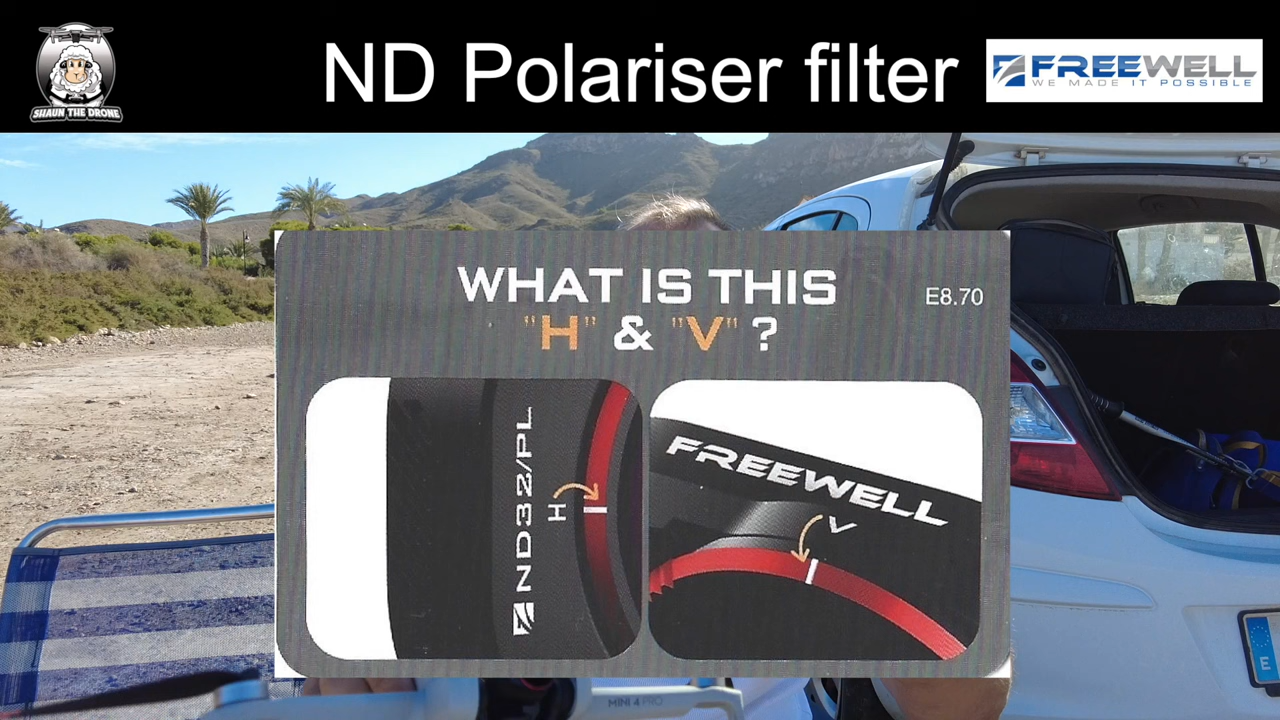 ND Polariser filter
SHAUN THE DRONE
FREEWELL
WE MADE IT POSSIBLE
WHAT IS THIS
"H" & "V" ?
E8.70
ND32/PL
H
FREEWELL
V
MINI 4 PRO
E